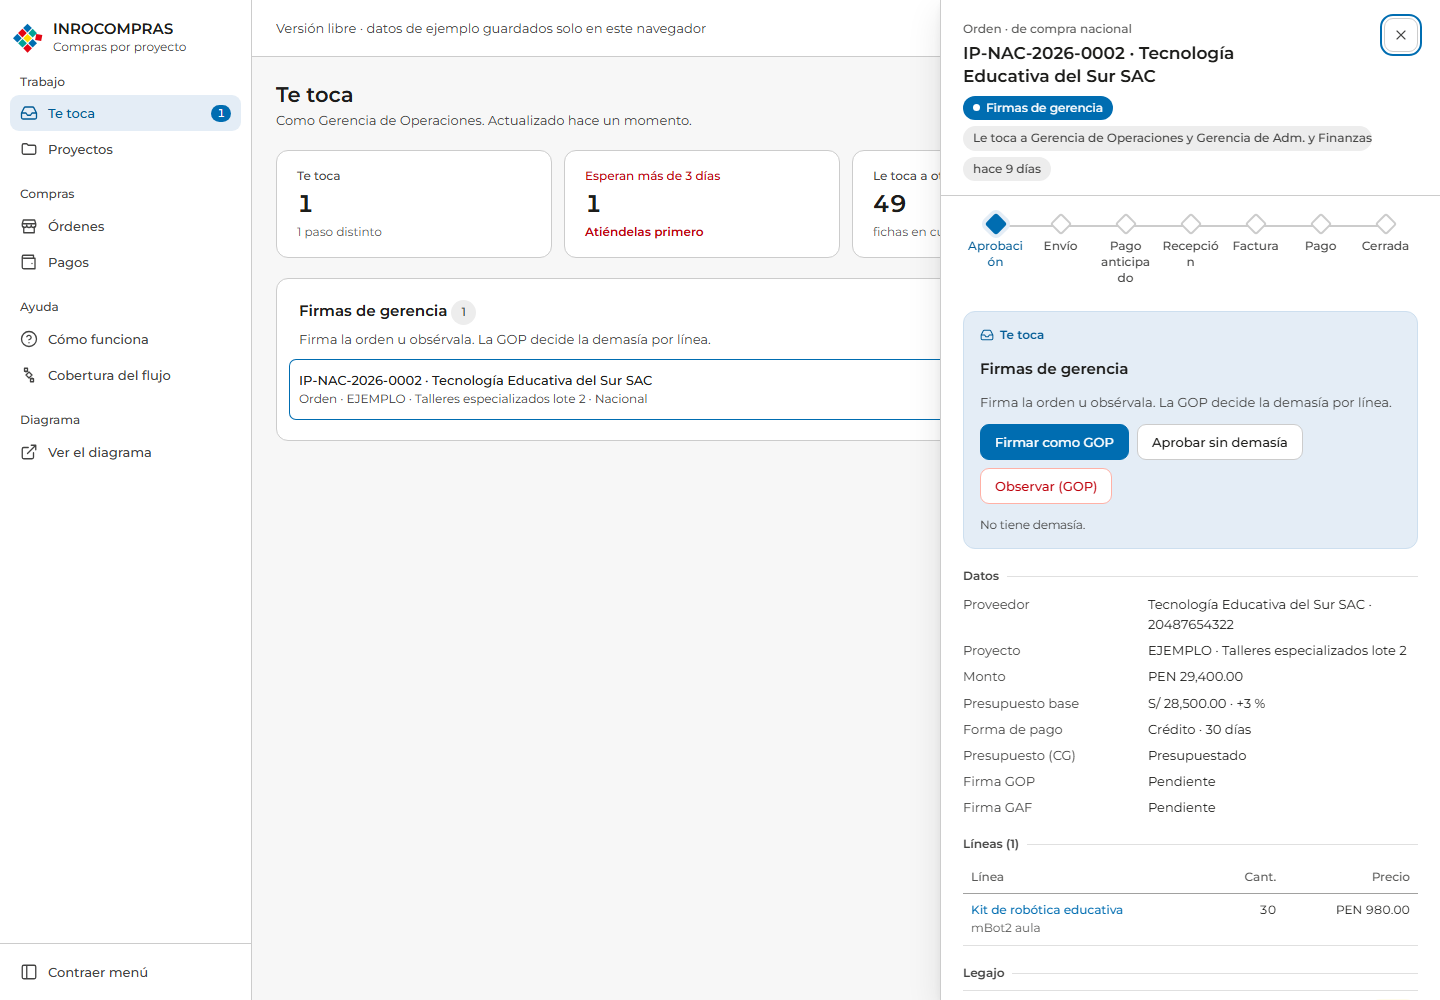 INROCOMPRAS
Compras por proyecto
Trabajo
Te toca 1
Proyectos
Compras
Órdenes
Pagos
Ayuda
Cómo funciona
Cobertura del flujo
Diagrama
Ver el diagrama
Contraer menú
Versión libre · datos de ejemplo guardados solo en este navegador
Te toca
Como Gerencia de Operaciones. Actualizado hace un momento.
Te toca
1
1 paso distinto
Esperan más de 3 días
1
Atiéndelas primero
Le toca a o
49
fichas en cu
Firmas de gerencia 1
Firma la orden u obsérvala. La GOP decide la demasía por línea.
IP-NAC-2026-0002 · Tecnología Educativa del Sur SAC
Orden · EJEMPLO · Talleres especializados lote 2 · Nacional
Orden · de compra nacional
IP-NAC-2026-0002 · Tecnología
Educativa del Sur SAC
Firmas de gerencia
Le toca a Gerencia de Operaciones y Gerencia de Adm. y Finanzas
hace 9 días
Aprobaci
ón
Envío
Pago
anticipa
do
Recepció
n
Factura
Pago
Cerrada
Te toca
Firmas de gerencia
Firma la orden u obsérvala. La GOP decide la demasía por línea.
Firmar como GOP
Aprobar sin demasía
Observar (GOP)
No tiene demasía.
Datos
Proveedor Tecnología Educativa del Sur SAC ·
20487654322
Proyecto EJEMPLO · Talleres especializados lote 2
Monto PEN 29,400.00
Presupuesto base S/ 28,500.00 · +3 %
Forma de pago Crédito · 30 días
Presupuesto (CG) Presupuestado
Firma GOP Pendiente
Firma GAF Pendiente
Líneas (1)
Línea Cant. Precio
Kit de robótica educativa 30 PEN 980.00
mBot2 aula
Legajo